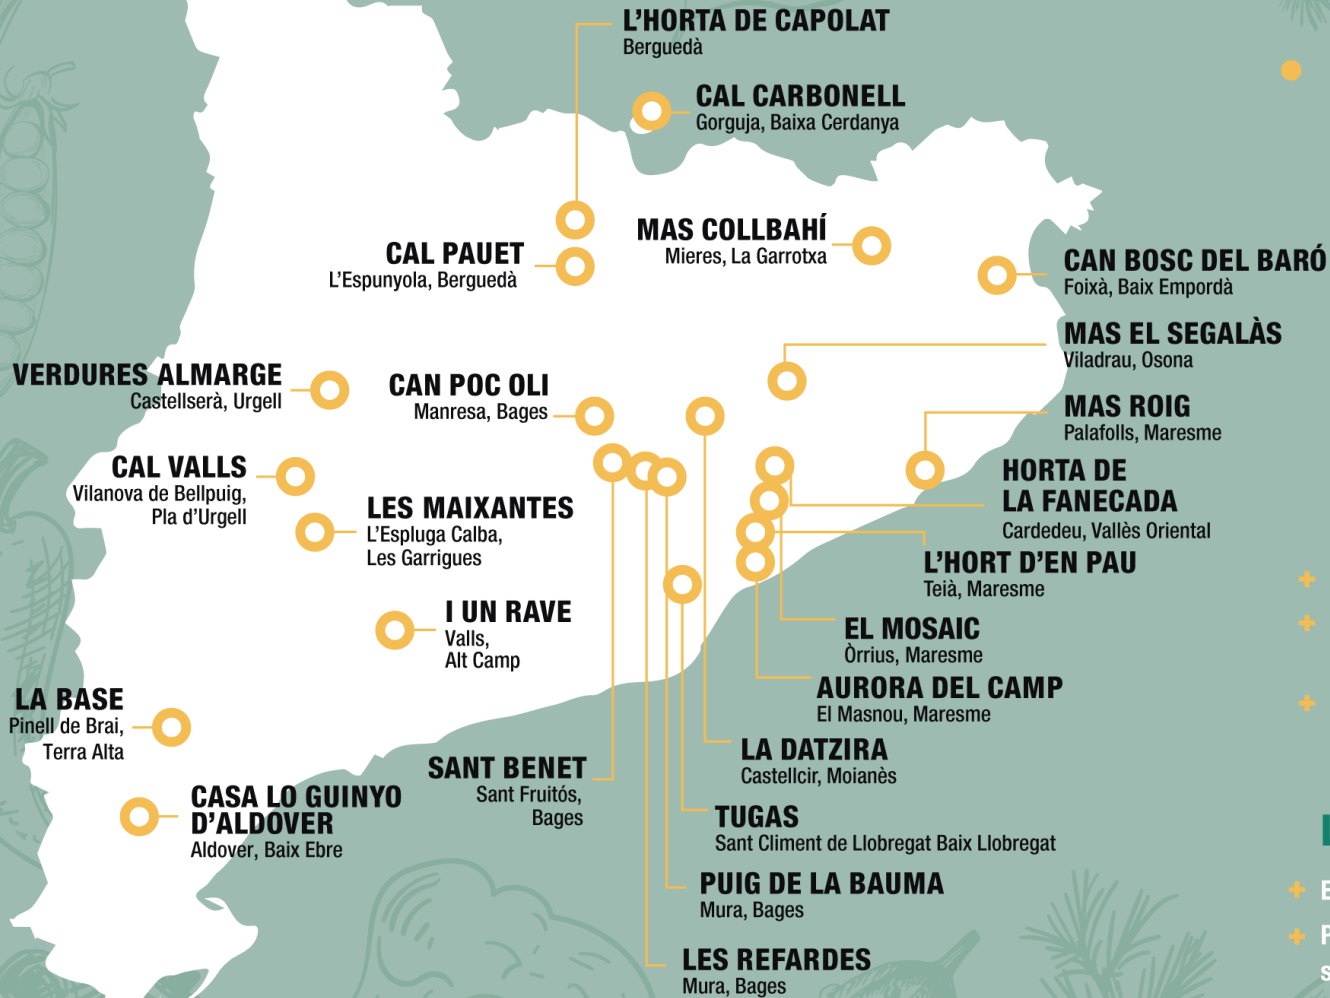 L'HORTA DE CAPOLAT
Berguedà
CAL CARBONELL
Gorguja, Baixa Cerdanya
MAS COLLBAHÍ
Mieres, La Garrotxa
CAL PAUET
L'Espunyola, Berguedà
CAN BOSC DEL BARÓ
Foixà, Baix Empordà
MAS EL SEGALÀS
Viladrau, Osona
VERDURES ALMARGE
Castellserà, Urgell
CAN POC OLI
Manresa, Bages
MAS ROIG
Palafolls, Maresme
CAL VALLS
Vilanova de Bellpuig,
Pla d'Urgell
HORTA DE
LA FANECADA
Cardedeu, Vallès Oriental
LES MAIXANTES
L'Espluga Calba,
Les Garrigues
L'HORT D'EN PAU
Teià, Maresme
I UN RAVE
Valls,
Alt Camp
EL MOSAIC
Òrrius, Maresme
AURORA DEL CAMP
El Masnou, Maresme
LA BASE
Pinell de Brai,
Terra Alta
LA DATZIRA
Castellcir, Moianès
SANT BENET
Sant Fruitós,
Bages
CASA LO GUINYO
D'ALDOVER
Aldover, Baix Ebre
TUGAS
Sant Climent de Llobregat Baix Llobregat
PUIG DE LA BAUMA
Mura, Bages
LES REFARDES
Mura, Bages